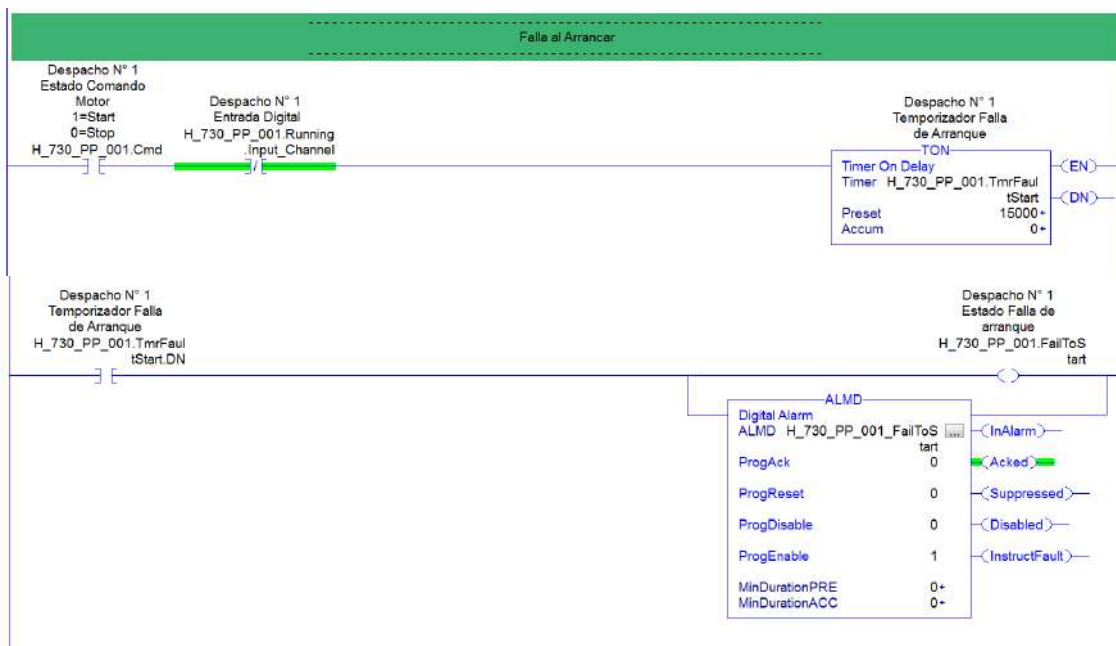 Falla al Arrancar
Despacho N° 1
Estado Comando
Motor
1=Start
0=Stop
H_730_PP_001.Cmd
Despacho N° 1
Entrada Digital
H_730_PP_001.Running
.Input_Channel
Despacho N° 1
Temporizador Falla
de Arranque
TON
Timer On Delay
Timer H_730_PP_001.TmrFaul
tStart
Preset 15000
Accum 0
EN
DN
Despacho N° 1
Temporizador Falla
de Arranque
H_730_PP_001.TmrFaul
tStart.DN
Despacho N° 1
Estado Falla de
arranque
H_730_PP_001.FailToS
tart
ALMD
Digital Alarm
ALMD H_730_PP_001_FailToS ...
tart
ProgAck 0
ProgReset 0
ProgDisable 0
ProgEnable 1
MinDurationPRE 0
MinDurationACC 0
InAlarm
Acked
Suppressed
Disabled
InstructFault